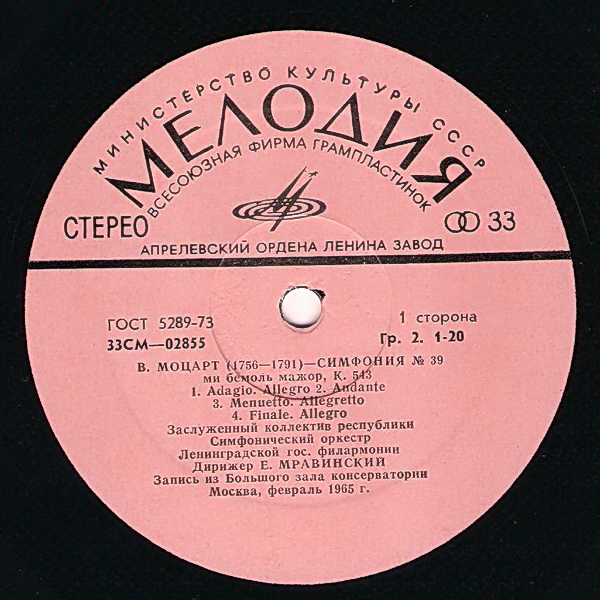 МИНИСТЕРСТВО КУЛЬТУРЫ СССР
МЕЛОДИЯ
ВСЕСОЮЗНАЯ ФИРМА ГРАМПЛАСТИНОК
СТЕРЕО
33
АПРЕЛЕВСКИЙ ОРДЕНА ЛЕНИНА ЗАВОД
ГОСТ 5289-73
1 сторона
33СМ—02855
Гр. 2. 1-20
В. МОЦАРТ (1756—1791)—СИМФОНИЯ № 39
ми бемоль мажор, К. 543
1. Adagio. Allegro 2. Andante
3. Menuetto. Allegretto
4. Finale. Allegro
Заслуженный коллектив республики
Симфонический оркестр
Ленинградской гос. филармонии
Дирижер Е. МРАВИНСКИЙ
Запись из Большого зала консерватории
Москва, февраль 1965 г.